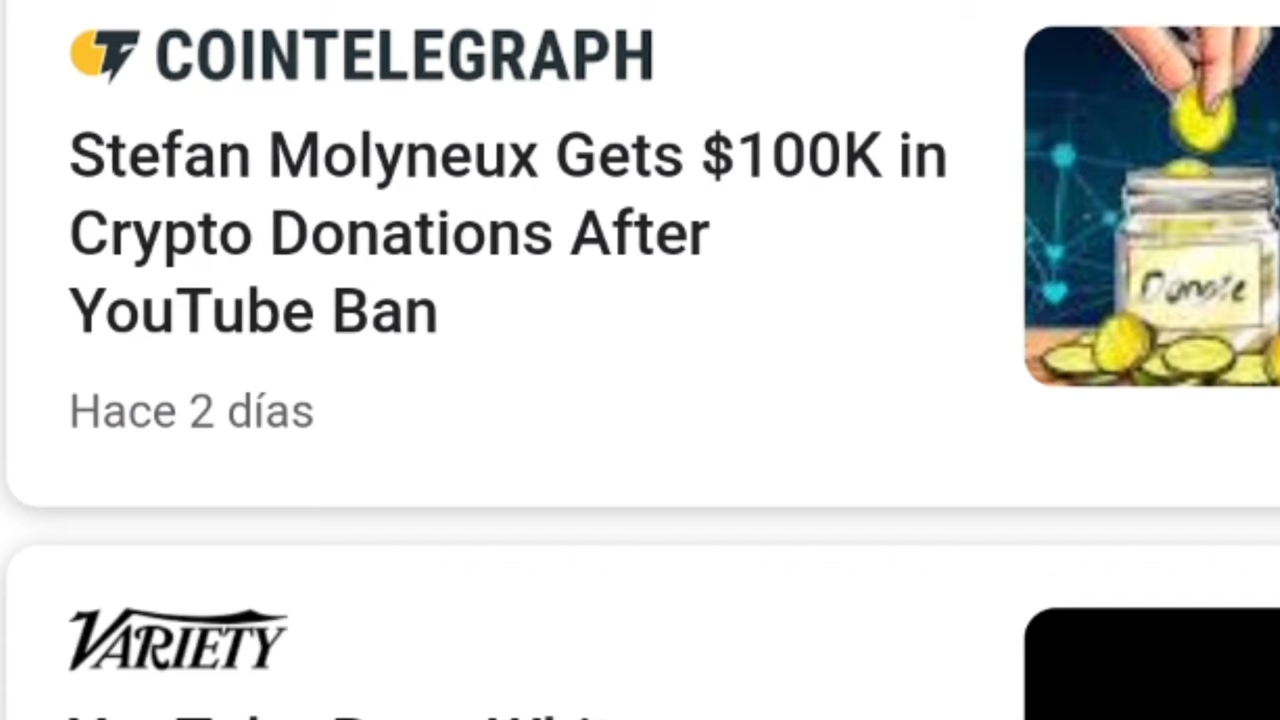 COINTELEGRAPH
Stefan Molyneux Gets $100K in
Crypto Donations After
YouTube Ban
Hace 2 días
Donate
VARIETY